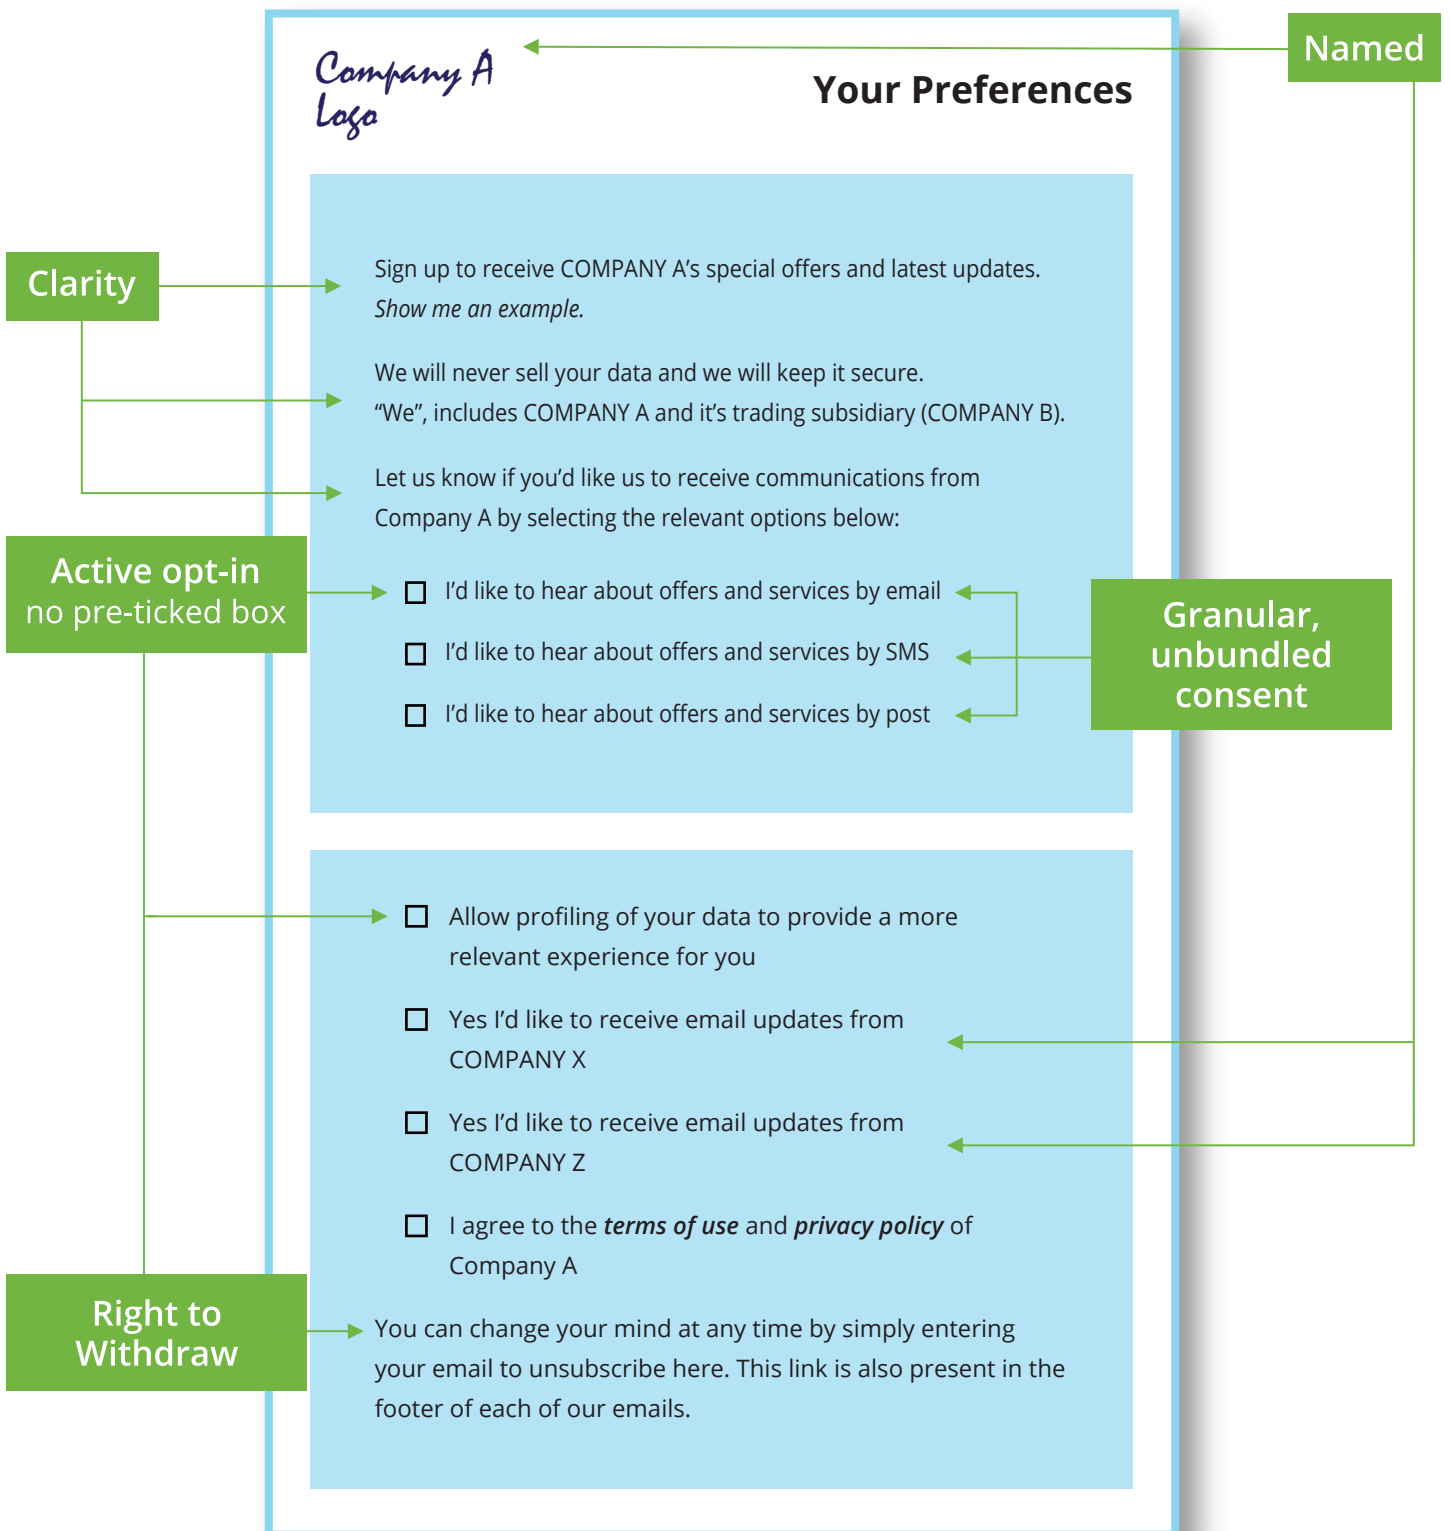 Company A
Logo
Named
Your Preferences
Clarity
Sign up to receive COMPANY A’s special offers and latest updates.
Show me an example.
We will never sell your data and we will keep it secure.
“We”, includes COMPANY A and it’s trading subsidiary (COMPANY B).
Let us know if you’d like us to receive communications from
Company A by selecting the relevant options below:
Active opt-in
no pre-ticked box
I’d like to hear about offers and services by email
I’d like to hear about offers and services by SMS
I’d like to hear about offers and services by post
Granular,
unbundled
consent
Allow profiling of your data to provide a more
relevant experience for you
Yes I’d like to receive email updates from
COMPANY X
Yes I’d like to receive email updates from
COMPANY Z
I agree to the terms of use and privacy policy of
Company A
Right to
Withdraw
You can change your mind at any time by simply entering
your email to unsubscribe here. This link is also present in the
footer of each of our emails.